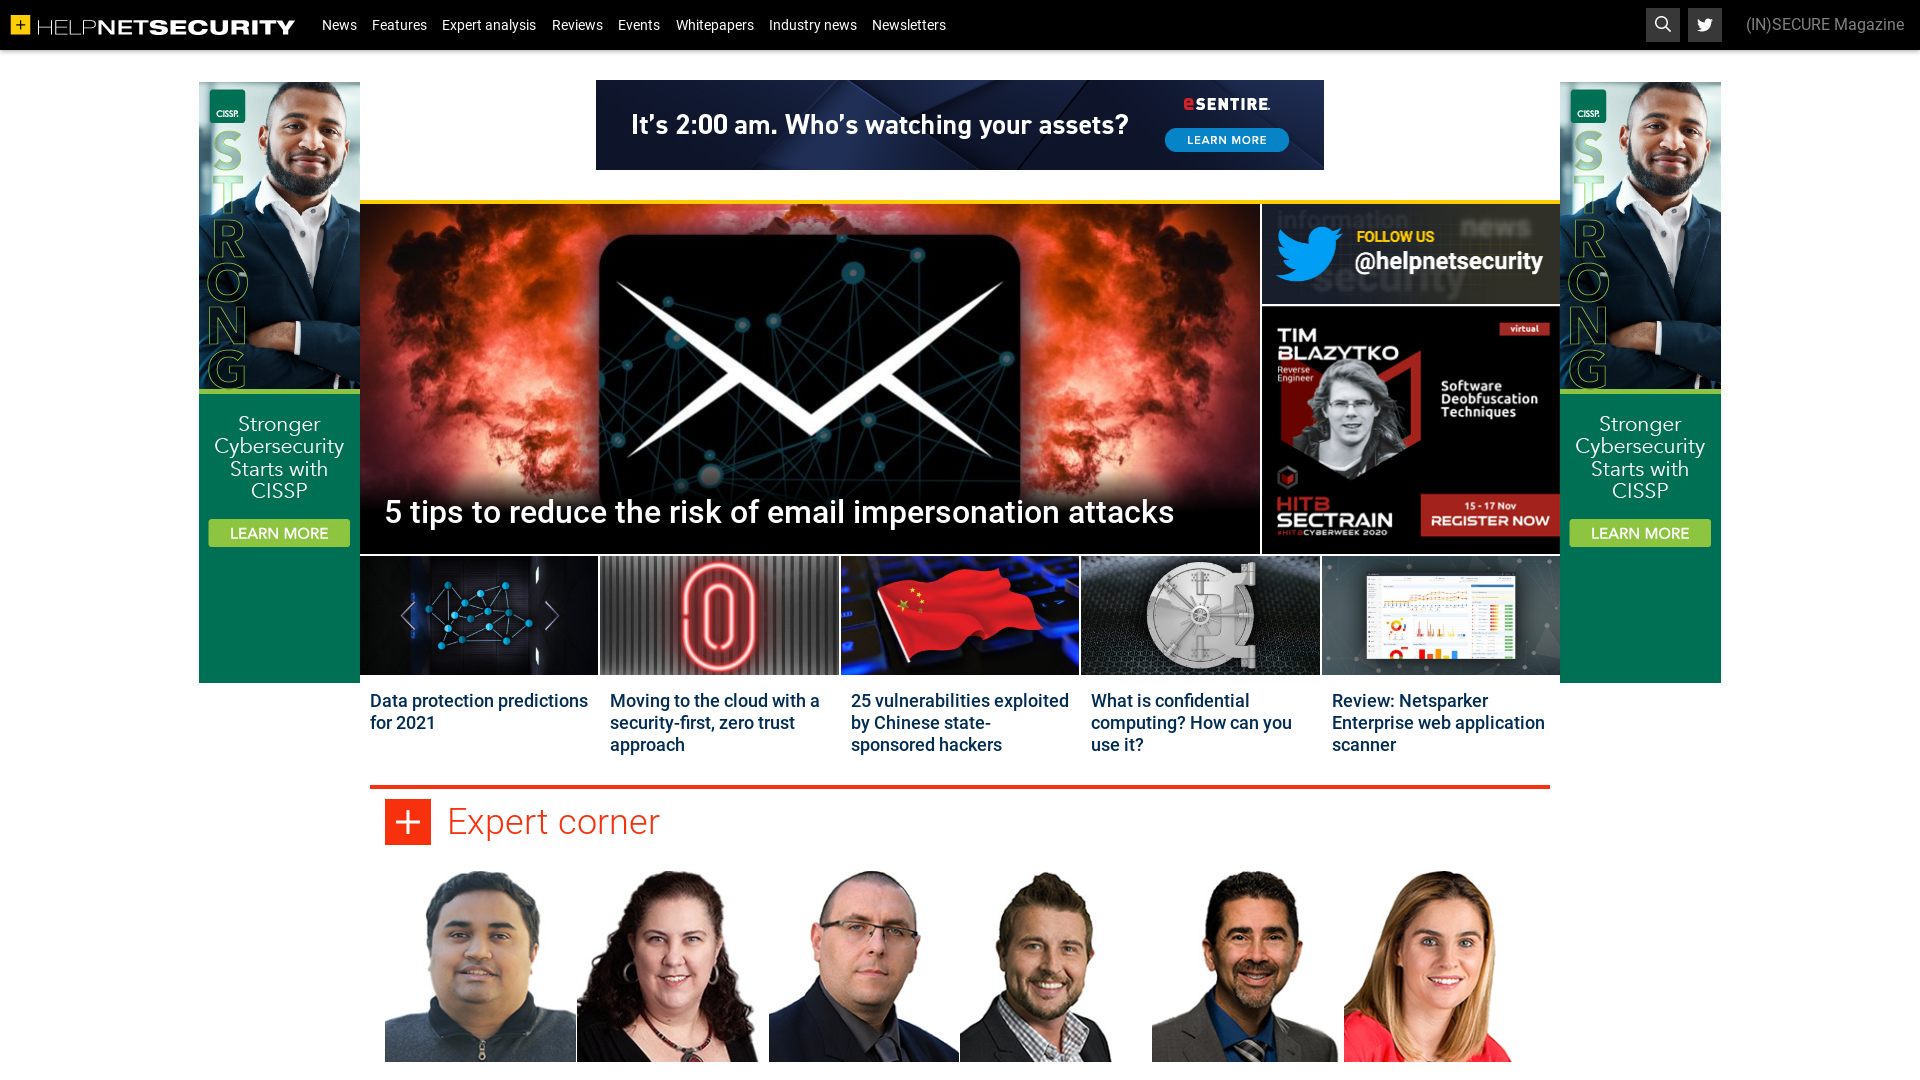 HELPNETSECURITY
News Features Expert analysis Reviews Events Whitepapers Industry news Newsletters
(IN)SECURE Magazine
CISSP.
STRONG
Stronger
Cybersecurity
Starts with
CISSP
LEARN MORE
It's 2:00 am. Who's watching your assets?
eSENTIRE
LEARN MORE
5 tips to reduce the risk of email impersonation attacks
information
news
security
FOLLOW US
@helpnetsecurity
virtual
TIM
BLAZYTKO
Reverse
Engineer
Software
Deobfuscation
Techniques
HITB
SECTRAIN
#HITBCYBERWEEK 2020
15 - 17 Nov
REGISTER NOW
CISSP.
STRONG
Stronger
Cybersecurity
Starts with
CISSP
LEARN MORE
Data protection predictions
for 2021
Moving to the cloud with a
security-first, zero trust
approach
25 vulnerabilities exploited
by Chinese state-
sponsored hackers
What is confidential
computing? How can you
use it?
Review: Netsparker
Enterprise web application
scanner
Expert corner